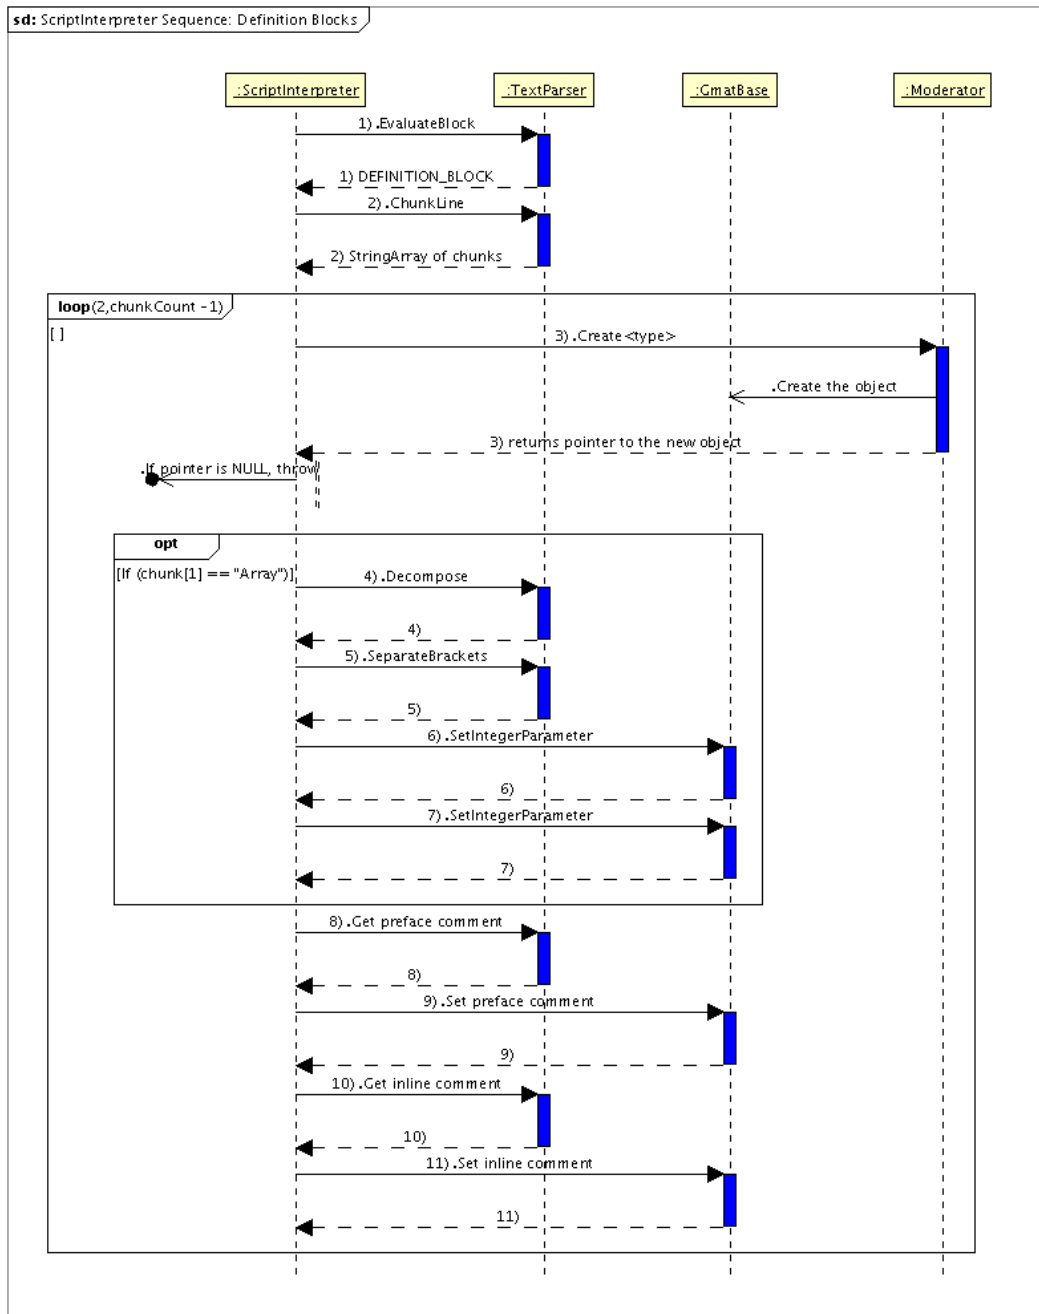 sd: ScriptInterpreter Sequence: Definition Blocks
:ScriptInterpreter
:TextParser
:GmatBase
:Moderator
1).EvaluateBlock
1) DEFINITION_BLOCK
2).ChunkLine
2) StringArray of chunks
loop(2,chunkCount -1)
[ ]
3).Create<type>
.Create the object
3) returns pointer to the new object
.If pointer is NULL, throw
opt
[If (chunk[1] == "Array")]
4).Decompose
4)
5).SeparateBrackets
5)
6).SetIntegerParameter
6)
7).SetIntegerParameter
7)
8).Get preface comment
8)
9).Set preface comment
9)
10).Get inline comment
10)
11).Set inline comment
11)